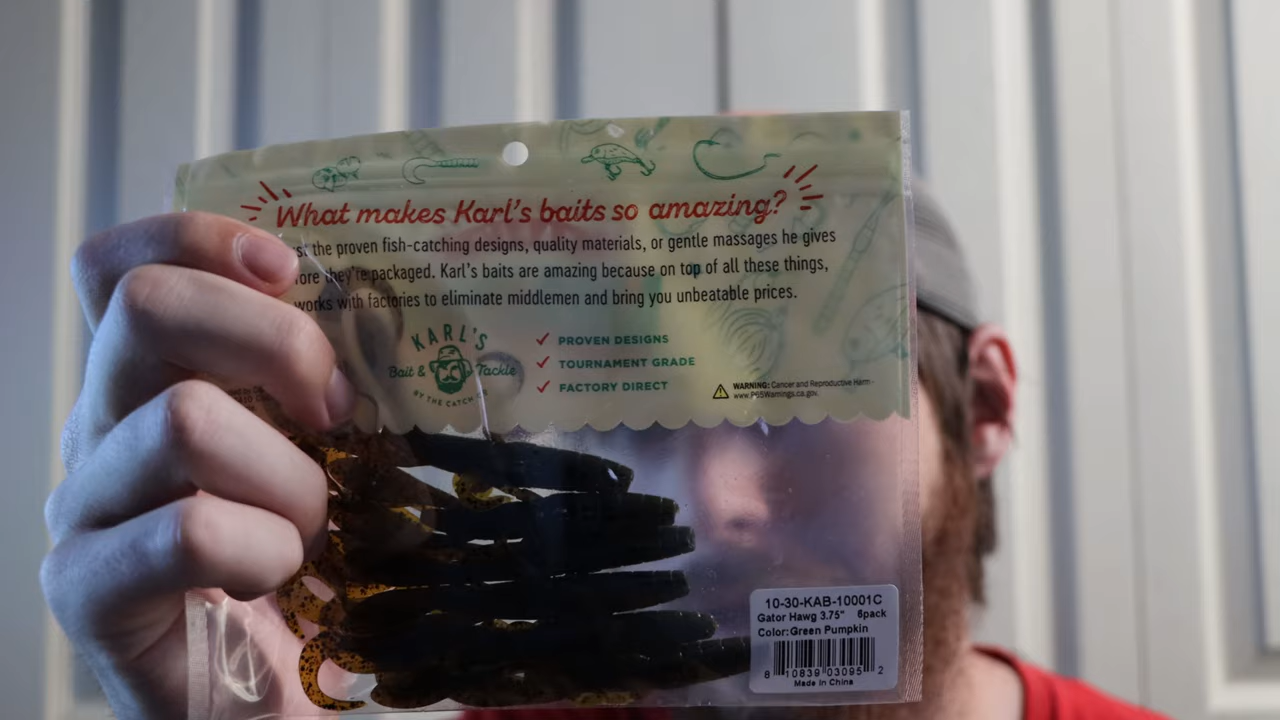 What makes Karl's baits so amazing?
the proven fish-catching designs, quality materials, or gentle massages he gives
they're packaged. Karl's baits are amazing because on top of all these things,
works with factories to eliminate middlemen and bring you unbeatable prices.
KARL'S
Bait & Tackle
BY THE CATCH
PROVEN DESIGNS
TOURNAMENT GRADE
FACTORY DIRECT
WARNING: Cancer and Reproductive Harm -
www.P65Warnings.ca.gov.
10-30-KAB-10001C
Gator Hawg 3.75" 6pack
Color:Green Pumpkin
8 10839 03095 2
Made in China